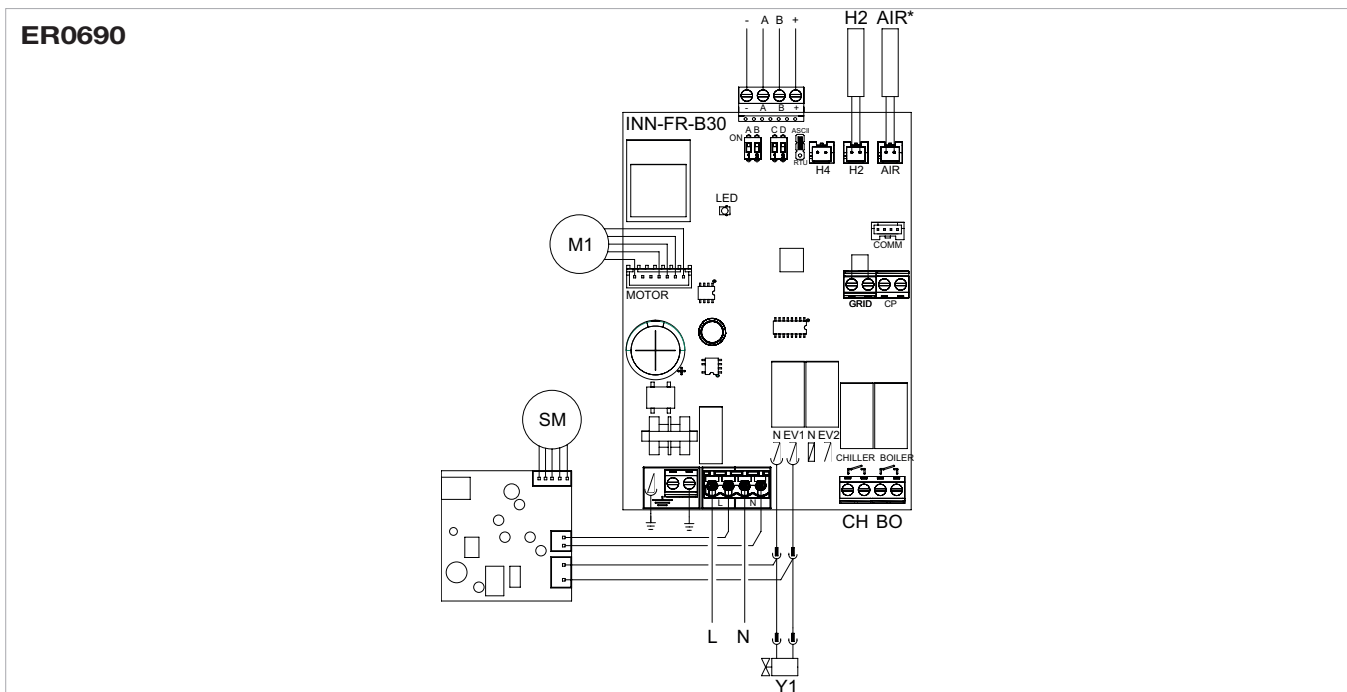 ER0690
- A B +
H2 AIR*
- A B +
INN-FR-B30
ON
A B
C D
ASCII
RTU
H4
H2
AIR
LED
COMM
M1
MOTOR
GRID
CP
SM
N EV1 N EV2
CHILLER BOILER
L
N
CH BO
L
N
Y1